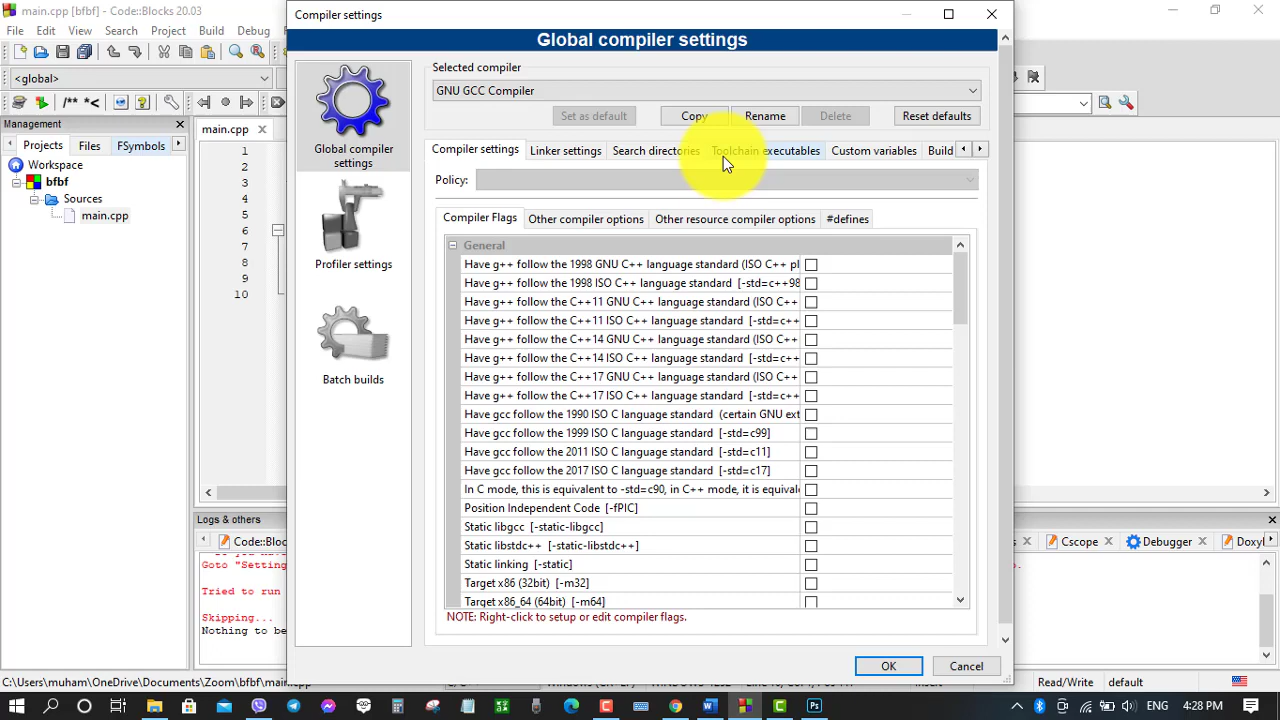 main.cpp [bfbf] - Code::Blocks 20.03
File Edit View Search Project Build Debug
<global>
/** *<
Management
Projects Files FSymbols
Workspace
bfbf
Sources
main.cpp
main.cpp
1
2
3
4
5
6
7
8
9
10
Compiler settings
Global compiler settings
Global compiler
settings
Profiler settings
Batch builds
Selected compiler
GNU GCC Compiler
Set as default Copy Rename Delete Reset defaults
Compiler settings Linker settings Search directories Toolchain executables Custom variables Build
Policy:
Compiler Flags Other compiler options Other resource compiler options #defines
General
Have g++ follow the 1998 GNU C++ language standard (ISO C++ pl
Have g++ follow the 1998 ISO C++ language standard [-std=c++98
Have g++ follow the C++11 GNU C++ language standard (ISO C++
Have g++ follow the C++11 ISO C++ language standard [-std=c++
Have g++ follow the C++14 GNU C++ language standard (ISO C++
Have g++ follow the C++14 ISO C++ language standard [-std=c++
Have g++ follow the C++17 GNU C++ language standard (ISO C++
Have g++ follow the C++17 ISO C++ language standard [-std=c++
Have gcc follow the 1990 ISO C language standard (certain GNU ext
Have gcc follow the 1999 ISO C language standard [-std=c99]
Have gcc follow the 2011 ISO C language standard [-std=c11]
Have gcc follow the 2017 ISO C language standard [-std=c17]
In C mode, this is equivalent to -std=c90, in C++ mode, it is equiva
Position Independent Code [-fPIC]
Static libgcc [-static-libgcc]
Static libstdc++ [-static-libstdc++]
Static linking [-static]
Target x86 (32bit) [-m32]
Target x86_64 (64bit) [-m64]
NOTE: Right-click to setup or edit compiler flags.
OK Cancel
Logs & others
Code::Bloc Cscope Debugger Doxyl
Goto "Setting
Tried to run
Skipping...
Nothing to be
C:\Users\muham\OneDrive\Documents\Zoom\bfbf\main.cpp Read/Write default
ENG 4:28 PM